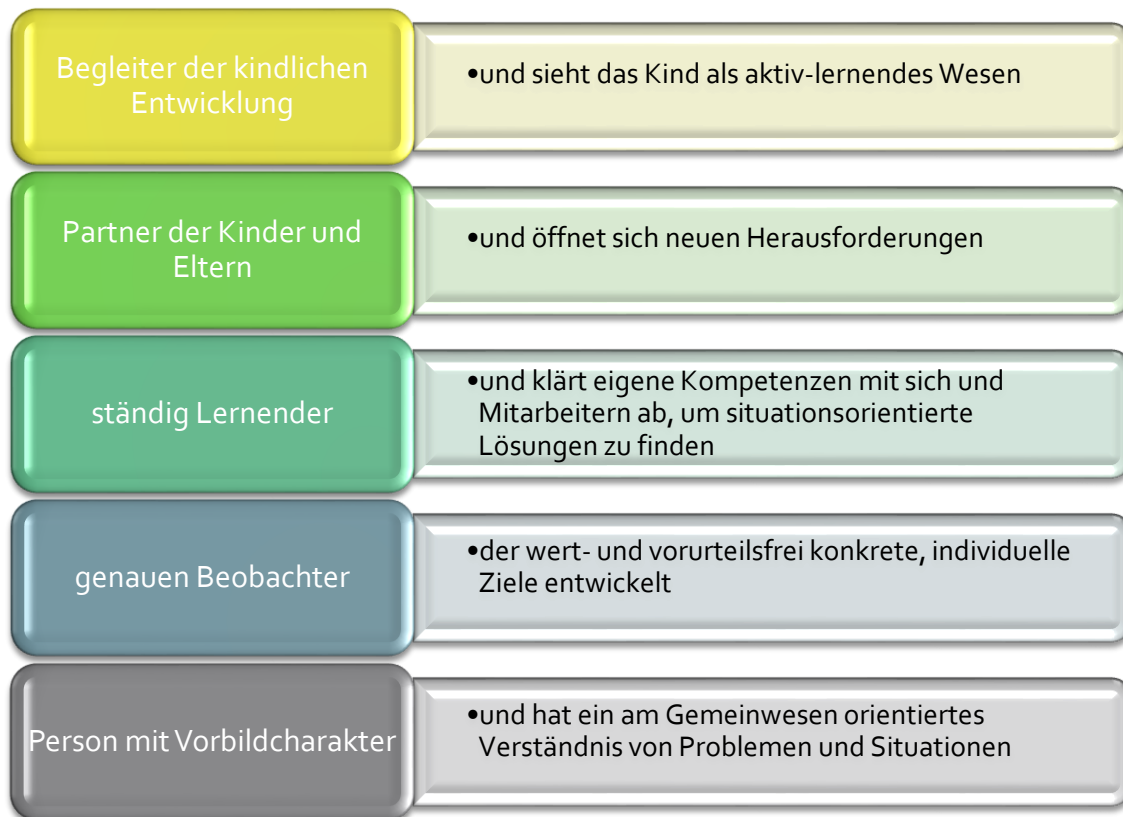 Begleiter der kindlichen
Entwicklung
•und sieht das Kind als aktiv-lernendes Wesen
Partner der Kinder und
Eltern
•und öffnet sich neuen Herausforderungen
ständig Lernender
•und klärt eigene Kompetenzen mit sich und
Mitarbeitern ab, um situationsorientierte
Lösungen zu finden
genauen Beobachter
•der wert- und vorurteilsfrei konkrete, individuelle
Ziele entwickelt
Person mit Vorbildcharakter
•und hat ein am Gemeinwesen orientiertes
Verständnis von Problemen und Situationen